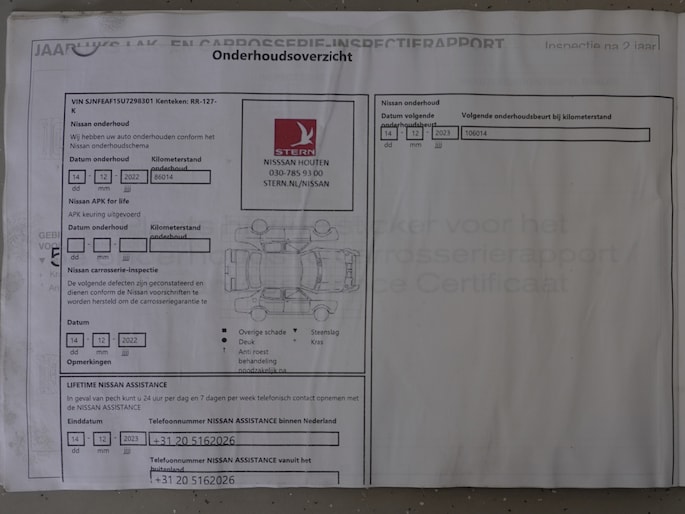 JAARLIJKS LAK- EN CARROSSERIE-INSPECTIERAPPORT
Inspectie na 2 jaar
Onderhoudsoverzicht
VIN SJNFEAF15U7298301 Kenteken: RR-127-
K
Nissan onderhoud
Wij hebben uw auto onderhouden conform het
Nissan onderhoudschema
Datum onderhoud
Kilometerstand
onderhoud
14 - 12 - 2022
86014
dd mm jjjj
STERN
NISSSAN HOUTEN
030-785 93 00
STERN.NL/NISSAN
Nissan APK for life
APK keuring uitgevoerd
Datum onderhoud
Kilometerstand
onderhoud
dd mm jjjj
Nissan carrosserie-inspectie
De volgende defecten zijn geconstateerd en
dienen conform de Nissan voorschriften te
worden hersteld om de carrosseriegarantie te
Datum
14 - 12 - 2022
dd mm jjjj
Opmerkingen
Overige schade
Deuk
Anti roest
behandeling
noodzakelijk na
Steenslag
Kras
LIFETIME NISSAN ASSISTANCE
In geval van pech kunt u 24 uur per dag en 7 dagen per week telefonisch contact opnemen met
de NISSAN ASSISTANCE
Einddatum
Telefoonnummer NISSAN ASSISTANCE binnen Nederland
14 - 12 - 2023
+31 20 5162026
dd mm jjjj
Telefoonnummer NISSAN ASSISTANCE vanuit het
buitenland
+31 20 5162026
Nissan onderhoud
Datum volgende
onderhoudsbeurt
Volgende onderhoudsbeurt bij kilometerstand
14 - 12 - 2023
106014
dd mm jjjj